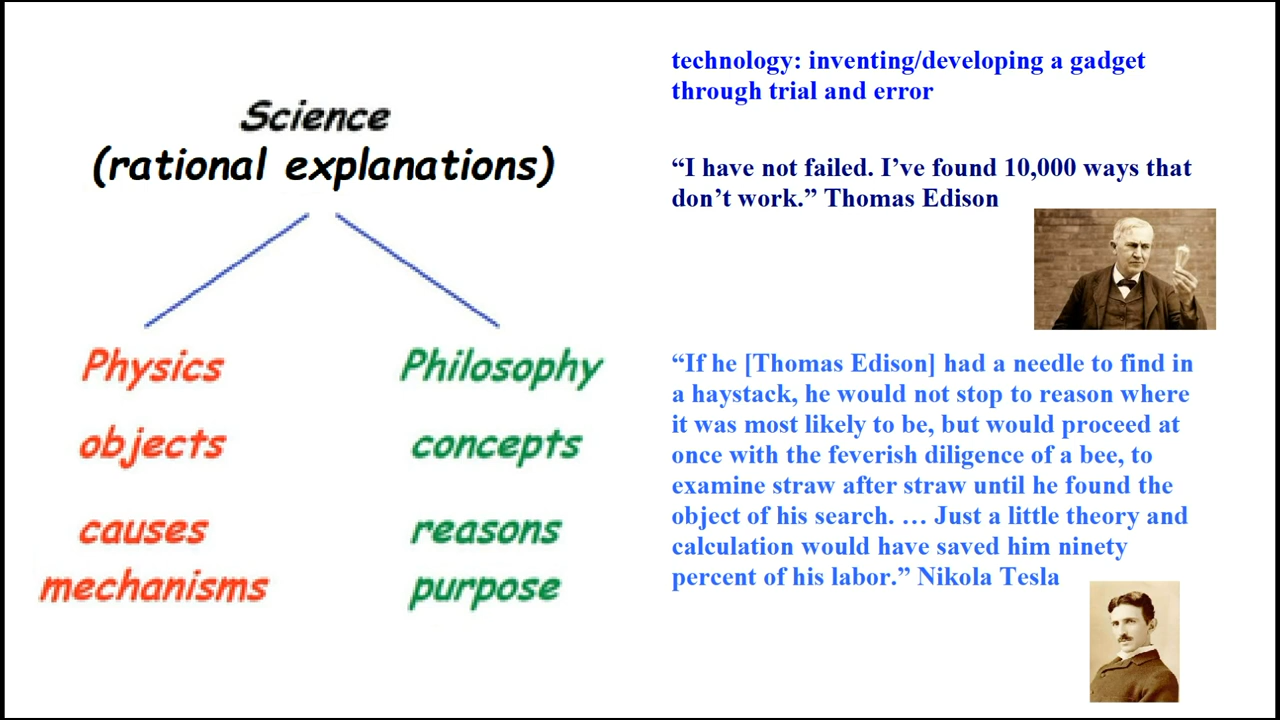 Science
(rational explanations)
Physics
Philosophy
objects
concepts
causes
reasons
mechanisms
purpose
technology: inventing/developing a gadget
through trial and error
“I have not failed. I’ve found 10,000 ways that
don’t work.” Thomas Edison
“If he [Thomas Edison] had a needle to find in
a haystack, he would not stop to reason where
it was most likely to be, but would proceed at
once with the feverish diligence of a bee, to
examine straw after straw until he found the
object of his search. … Just a little theory and
calculation would have saved him ninety
percent of his labor.” Nikola Tesla